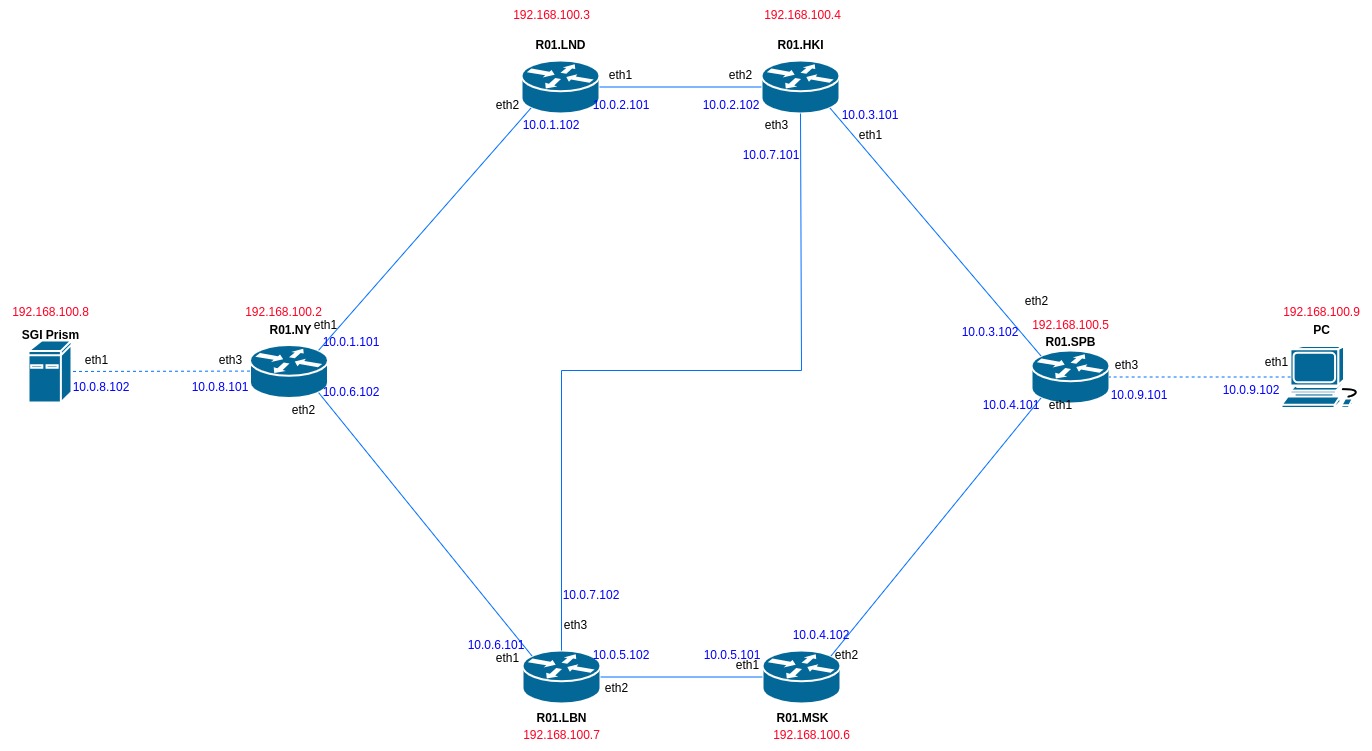 192.168.100.3
192.168.100.4
R01.LND
R01.HKI
eth1
eth2
eth2
10.0.2.101
10.0.2.102
10.0.3.101
10.0.1.102
eth3
eth1
10.0.7.101
eth2
192.168.100.8
192.168.100.2
192.168.100.9
SGI Prism
R01.NY
eth1
10.0.3.102
192.168.100.5
PC
10.0.1.101
R01.SPB
eth1
eth3
eth3
eth1
10.0.8.102
10.0.8.101
10.0.6.102
10.0.9.101
10.0.9.102
eth2
10.0.4.101
eth1
10.0.7.102
eth3
10.0.4.102
10.0.6.101
eth1
10.0.5.102
10.0.5.101
eth1
eth2
eth2
R01.LBN
R01.MSK
192.168.100.7
192.168.100.6